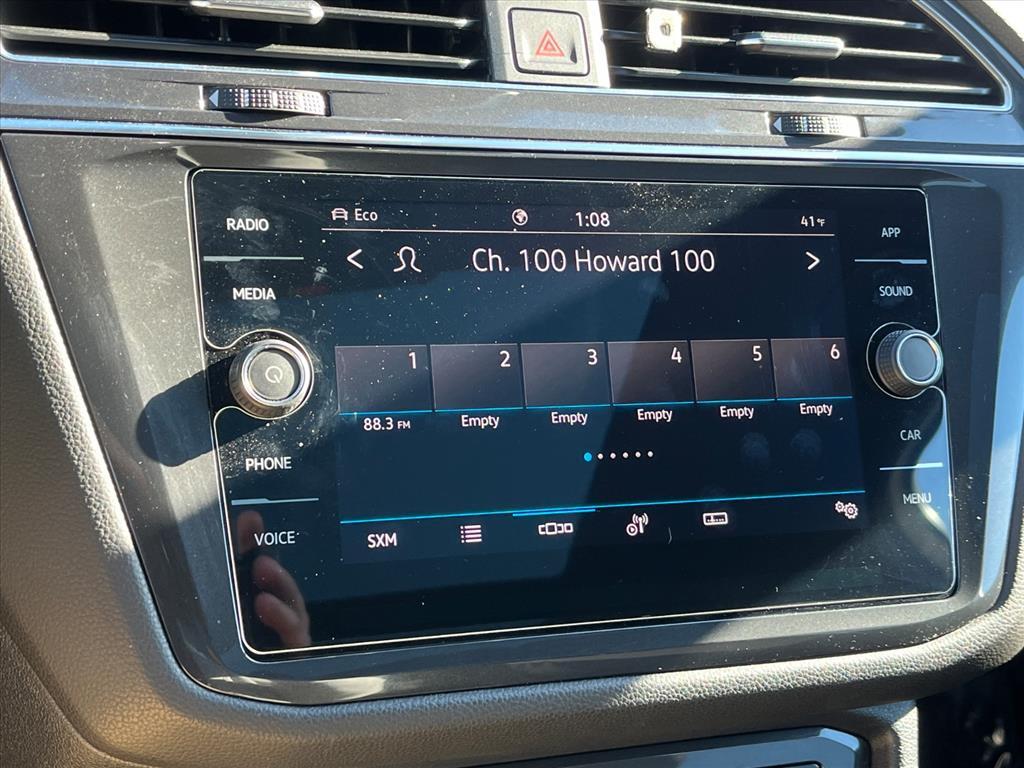 RADIO
MEDIA
PHONE
VOICE
Eco 1:08 41°F
< Ch. 100 Howard 100 >
1 2 3 4 5 6
88.3 FM Empty Empty Empty Empty Empty
SXM
APP
SOUND
CAR
MENU